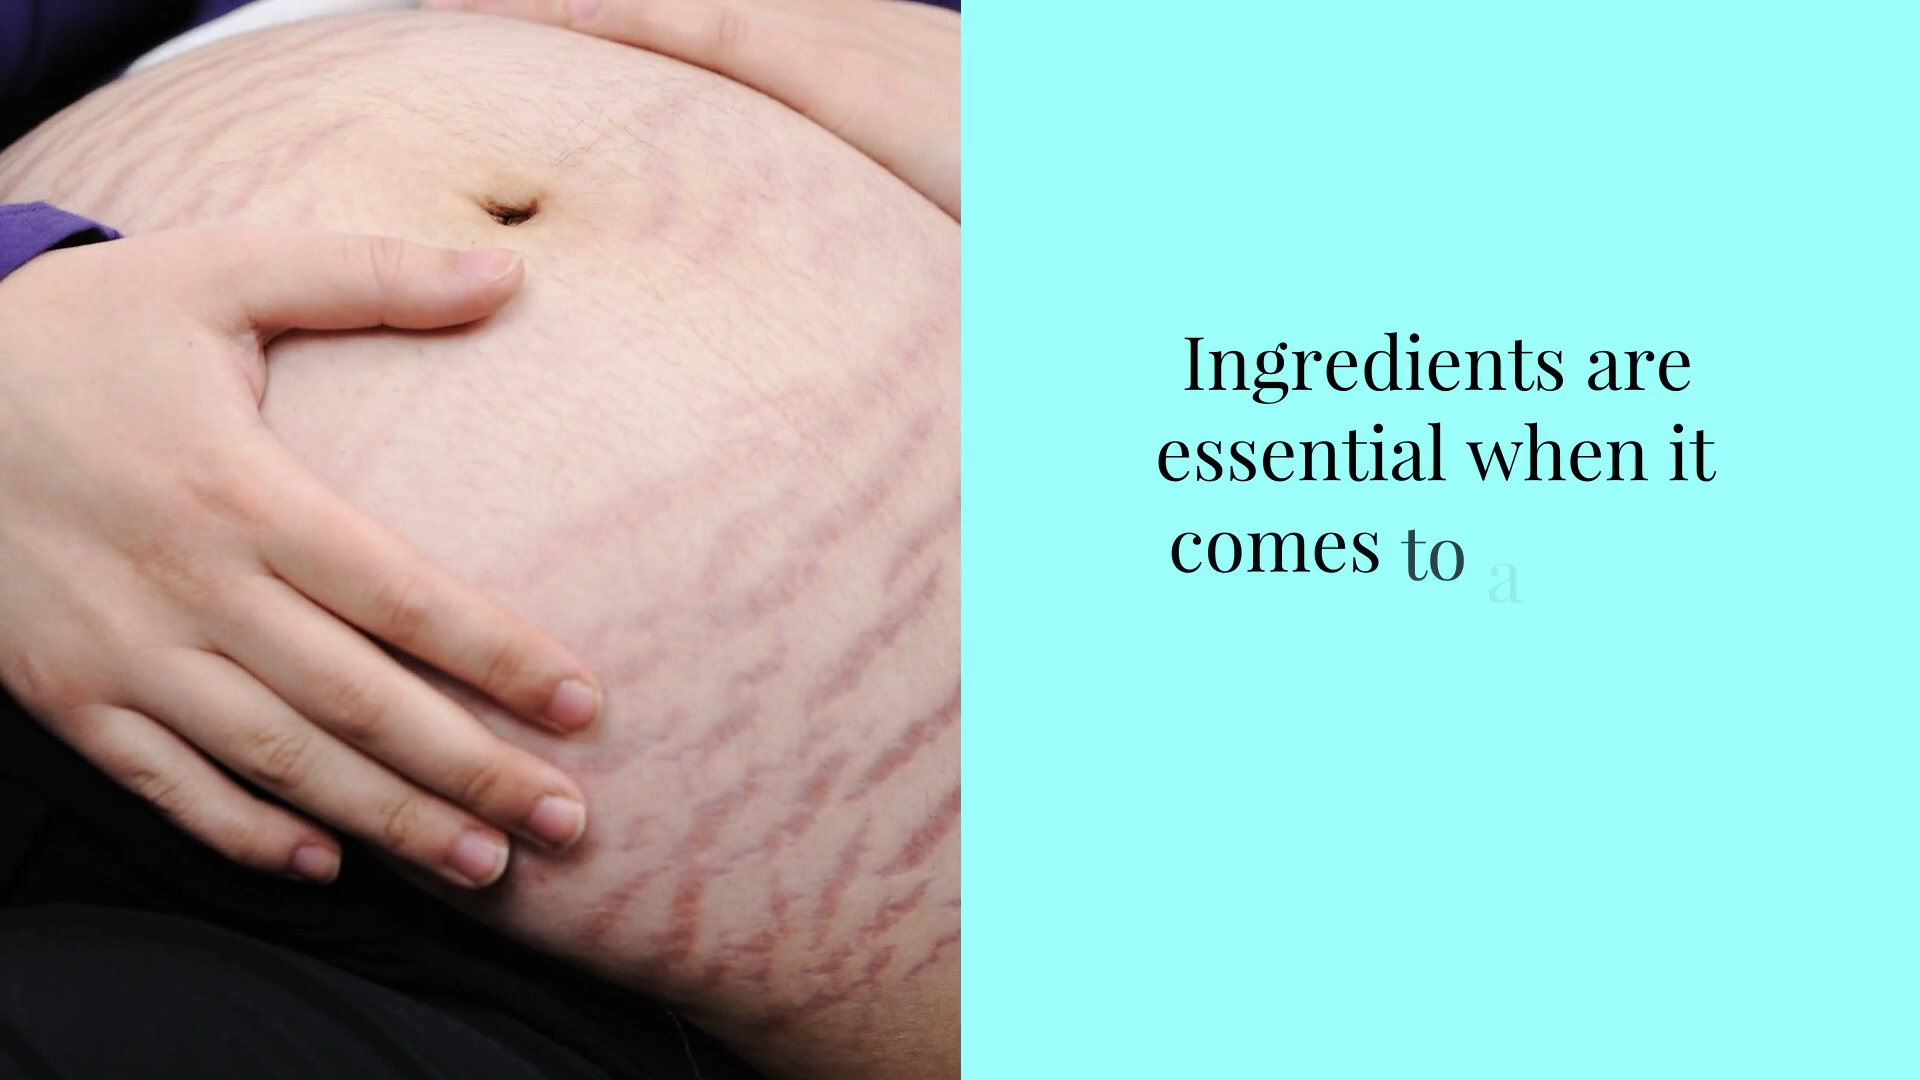 Ingredients are
essential when it
comes to a